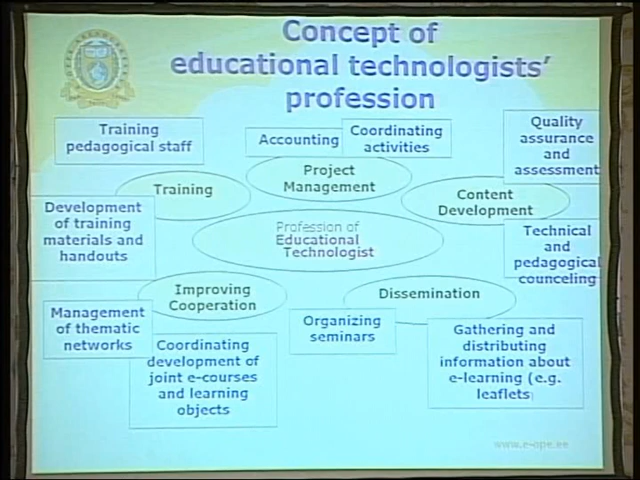 Concept of
educational technologists'
profession
Training
pedagogical staff
Accounting
Coordinating
activities
Quality
assurance
and
assessment
Project
Management
Training
Content
Development
Development
of training
materials and
handouts
Profession of
Educational
Technologist
Technical
and
pedagogical
counceling
Improving
Cooperation
Dissemination
Management
of thematic
networks
Organizing
seminars
Coordinating
development of
joint e-courses
and learning
objects
Gathering and
distributing
information about
e-learning (e.g.
leaflets)
www.e-ope.ee